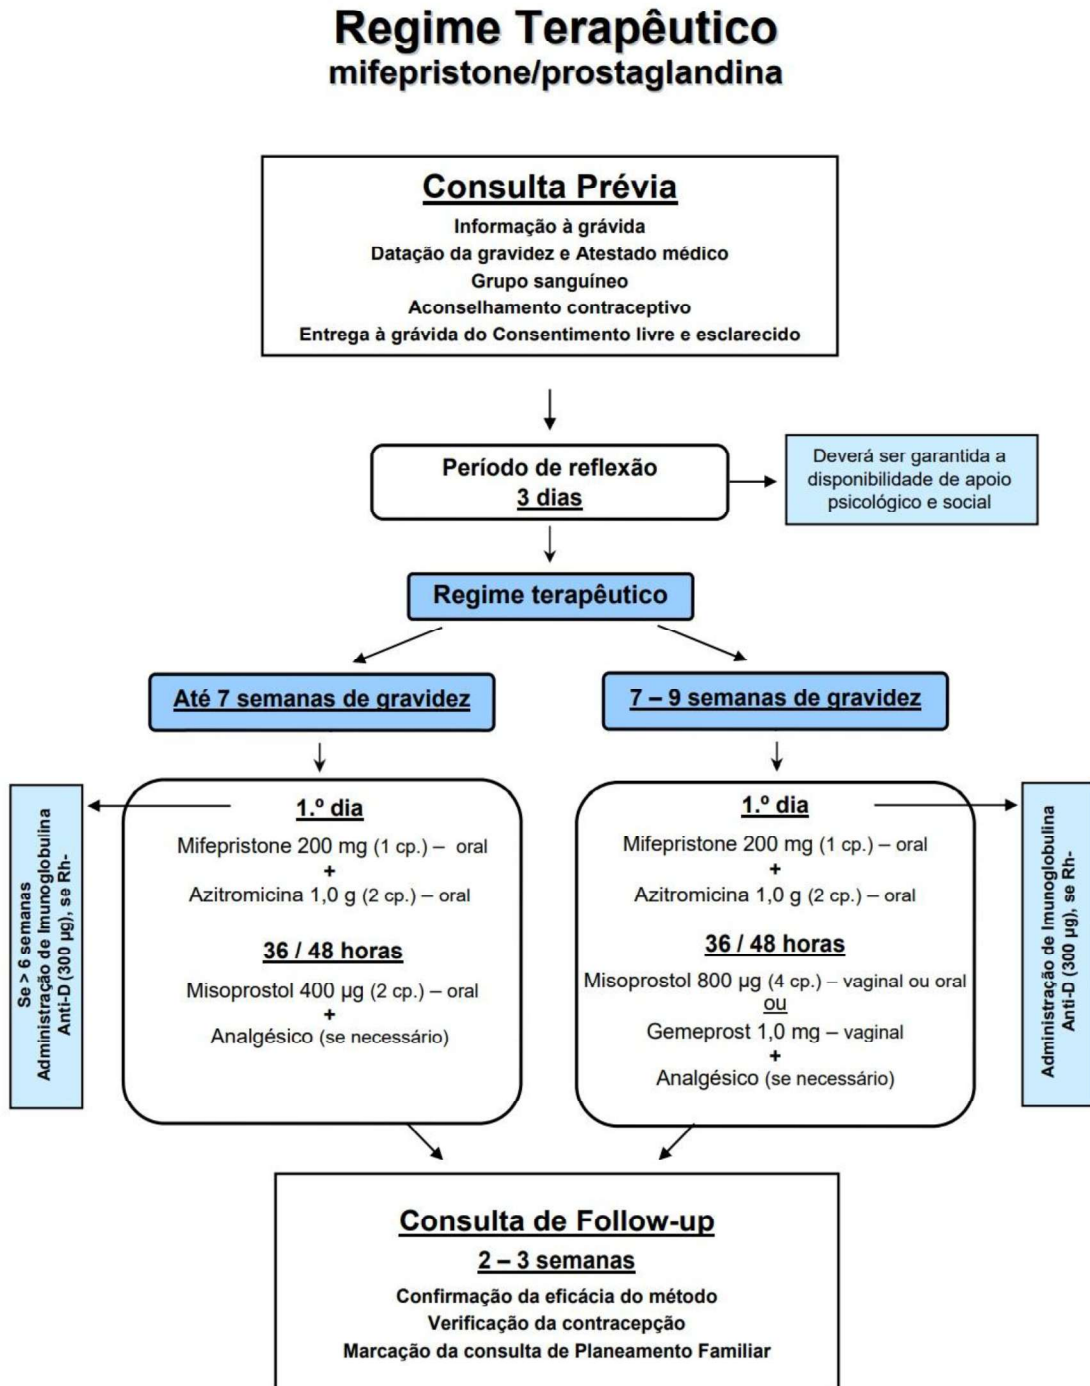 Regime Terapêutico
mifepristone/prostaglandina
Consulta Prévia
Informação à grávida
Datação da gravidez e Atestado médico
Grupo sanguíneo
Aconselhamento contraceptivo
Entrega à grávida do Consentimento livre e esclarecido
Período de reflexão
3 dias
Deverá ser garantida a
disponibilidade de apoio
psicológico e social
Regime terapêutico
Até 7 semanas de gravidez
7 – 9 semanas de gravidez
Se > 6 semanas
Administração de Imunoglobulina
Anti-D (300 µg), se Rh-
1.º dia
Mifepristone 200 mg (1 cp.) – oral
+
Azitromicina 1,0 g (2 cp.) – oral
36 / 48 horas
Misoprostol 400 µg (2 cp.) – oral
+
Analgésico (se necessário)
1.º dia
Mifepristone 200 mg (1 cp.) – oral
+
Azitromicina 1,0 g (2 cp.) – oral
36 / 48 horas
Misoprostol 800 µg (4 cp.) – vaginal ou oral
ou
Gemeprost 1,0 mg – vaginal
+
Analgésico (se necessário)
Administração de Imunoglobulina
Anti-D (300 µg), se Rh-
Consulta de Follow-up
2 – 3 semanas
Confirmação da eficácia do método
Verificação da contracepção
Marcação da consulta de Planeamento Familiar